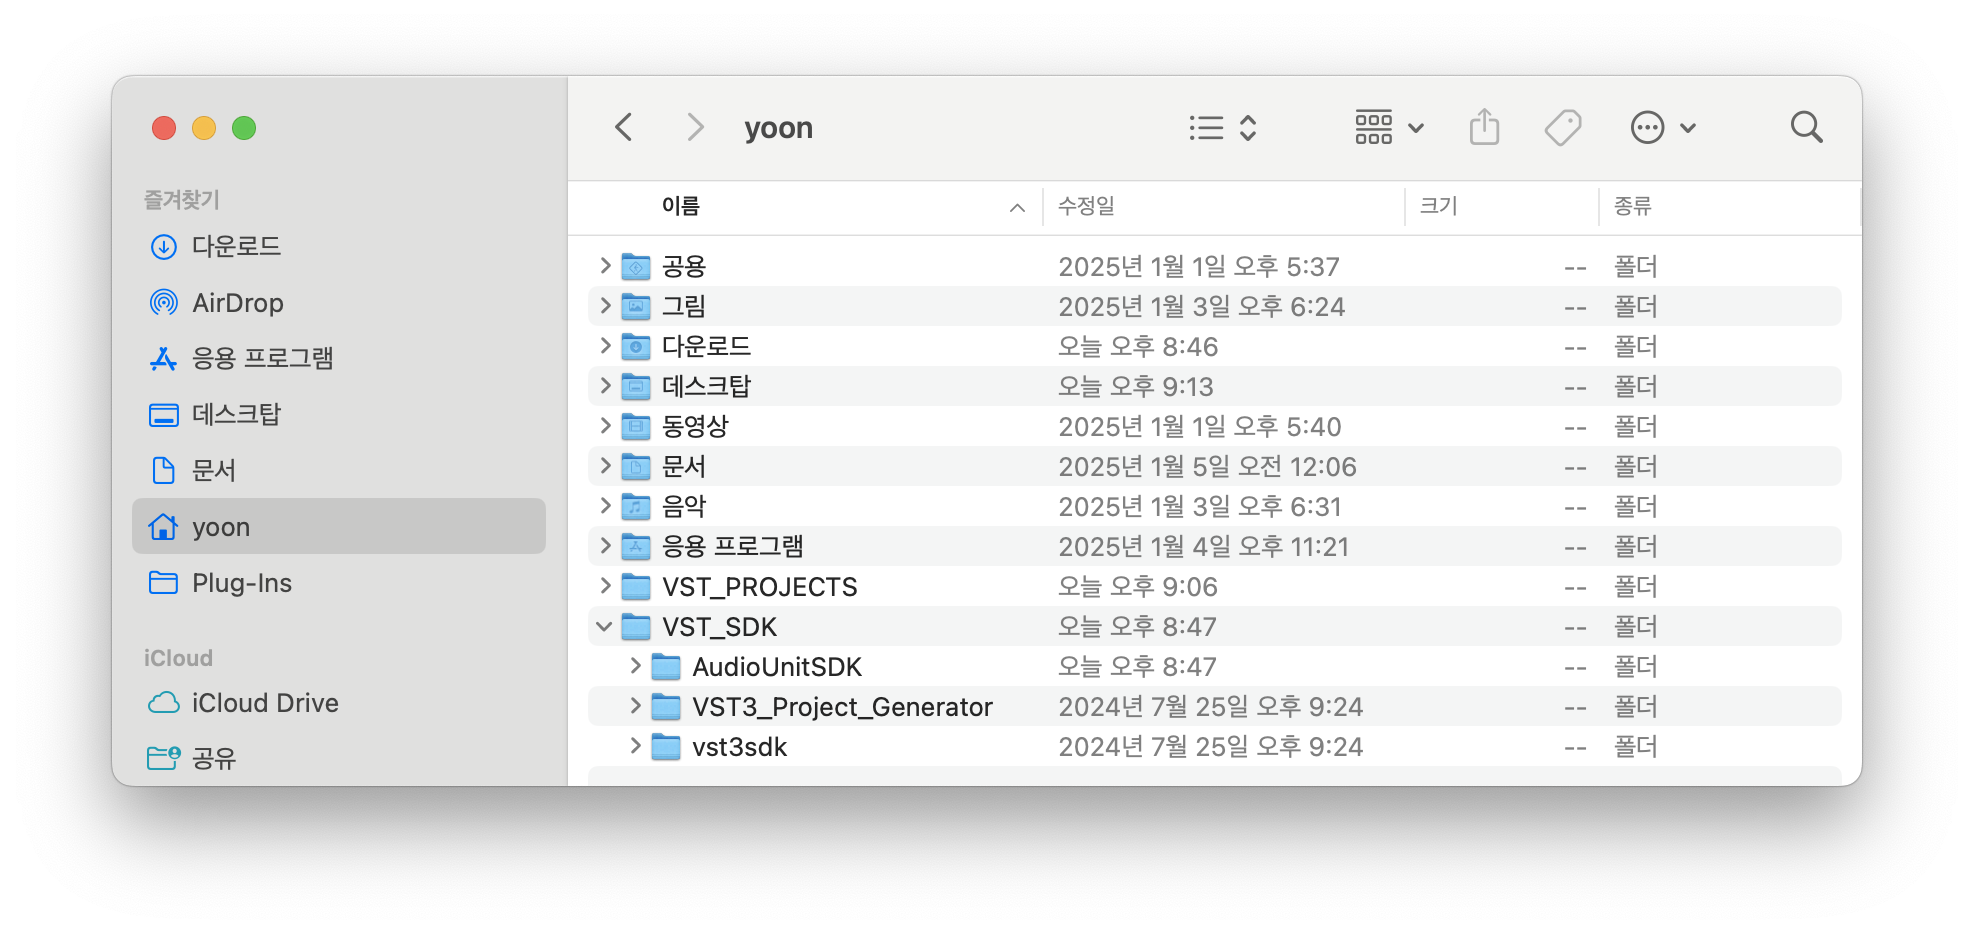 yoon
즐겨찾기
다운로드
AirDrop
응용 프로그램
데스크탑
문서
yoon
Plug-Ins
iCloud
iCloud Drive
공유
이름 수정일 크기 종류
공용 2025년 1월 1일 오후 5:37 -- 폴더
그림 2025년 1월 3일 오후 6:24 -- 폴더
다운로드 오늘 오후 8:46 -- 폴더
데스크탑 오늘 오후 9:13 -- 폴더
동영상 2025년 1월 1일 오후 5:40 -- 폴더
문서 2025년 1월 5일 오전 12:06 -- 폴더
음악 2025년 1월 3일 오후 6:31 -- 폴더
응용 프로그램 2025년 1월 4일 오후 11:21 -- 폴더
VST_PROJECTS 오늘 오후 9:06 -- 폴더
VST_SDK 오늘 오후 8:47 -- 폴더
AudioUnitSDK 오늘 오후 8:47 -- 폴더
VST3_Project_Generator 2024년 7월 25일 오후 9:24 -- 폴더
vst3sdk 2024년 7월 25일 오후 9:24 -- 폴더